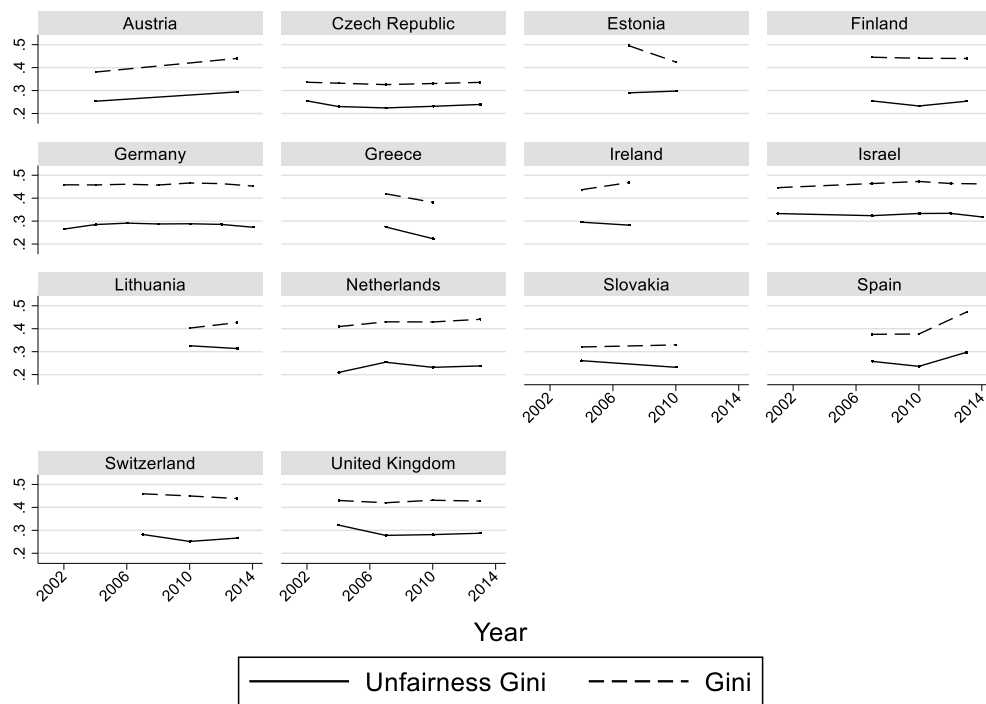 Austria Czech Republic Estonia Finland
.5
.4
.3
.2
Germany Greece Ireland Israel
.5
.4
.3
.2
Lithuania Netherlands Slovakia Spain
.5
.4
.3
.2
2002 2006 2010 2014 2002 2006 2010 2014
Switzerland United Kingdom
.5
.4
.3
.2
2002 2006 2010 2014 2002 2006 2010 2014
Year
Unfairness Gini Gini